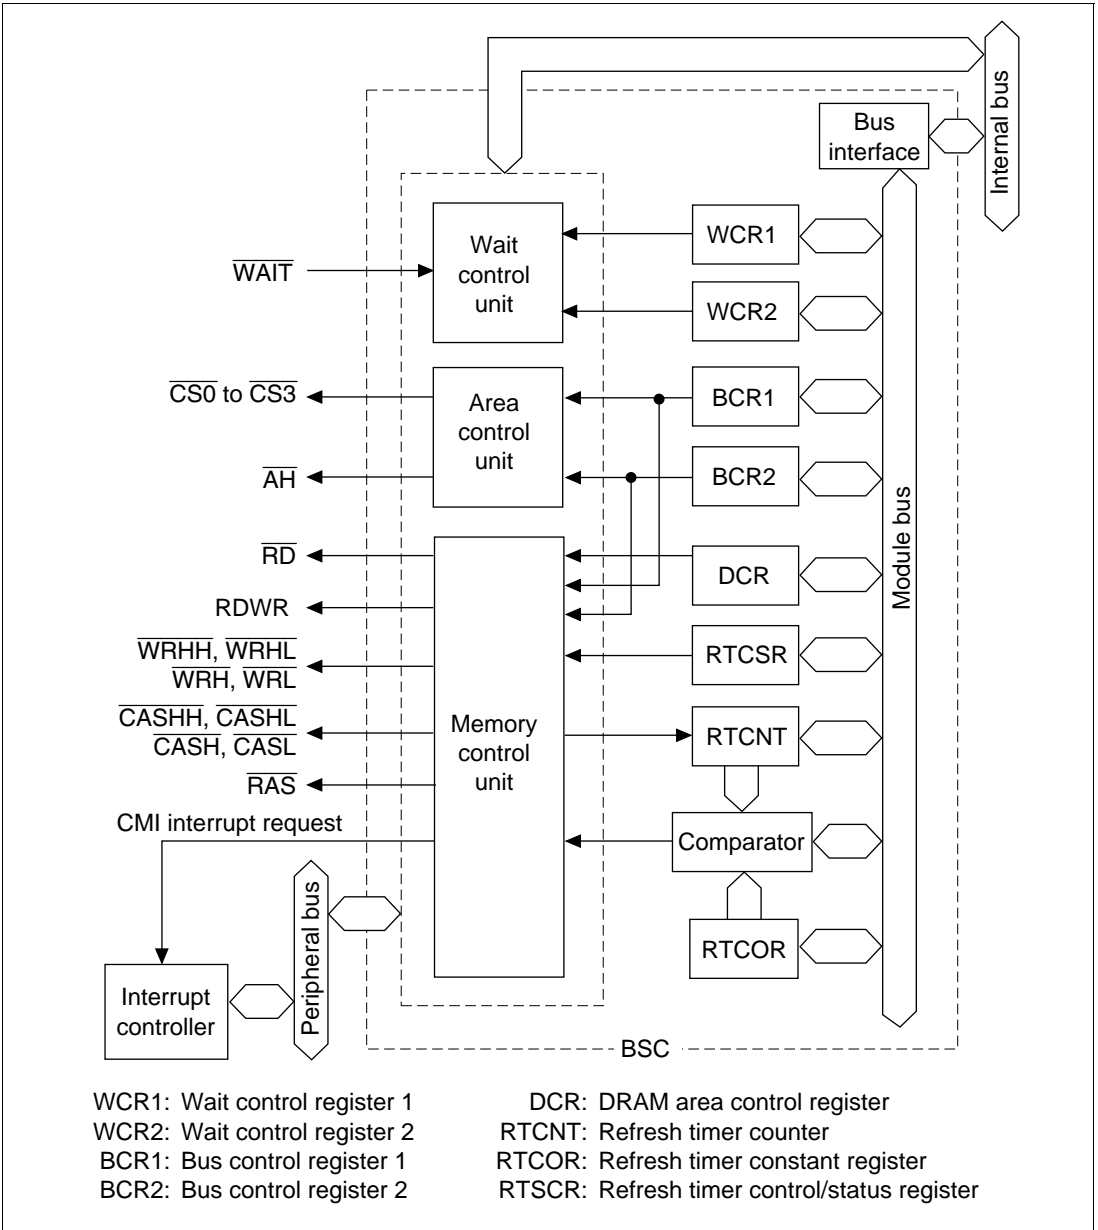 Internal bus
Bus
interface
Wait
control
unit
WCR1
WAIT
WCR2
CS0 to CS3
Area
control
unit
BCR1
AH
BCR2
Module bus
RD
DCR
RDWR
WRHH, WRHL
WRH, WRL
RTCSR
CASHH, CASHL
CASH, CASL
Memory
control
unit
RTCNT
RAS
CMI interrupt request
Comparator
Peripheral bus
RTCOR
Interrupt
controller
BSC
WCR1: Wait control register 1
WCR2: Wait control register 2
BCR1: Bus control register 1
BCR2: Bus control register 2
DCR: DRAM area control register
RTCNT: Refresh timer counter
RTCOR: Refresh timer constant register
RTSCR: Refresh timer control/status register